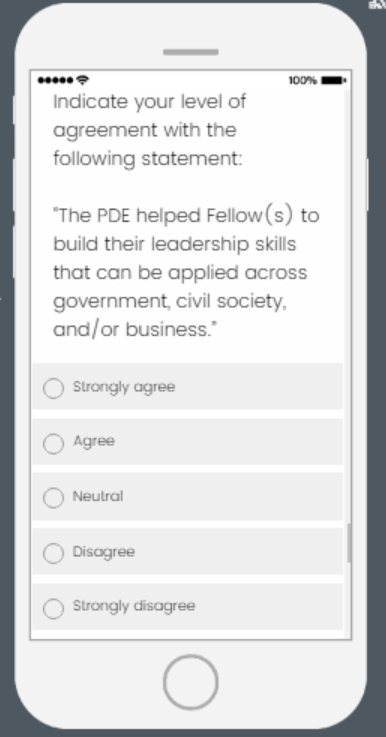 100%
Indicate your level of
agreement with the
following statement:
"The PDE helped Fellow(s) to
build their leadership skills
that can be applied across
government, civil society,
and/or business."
Strongly agree
Agree
Neutral
Disagree
Strongly disagree